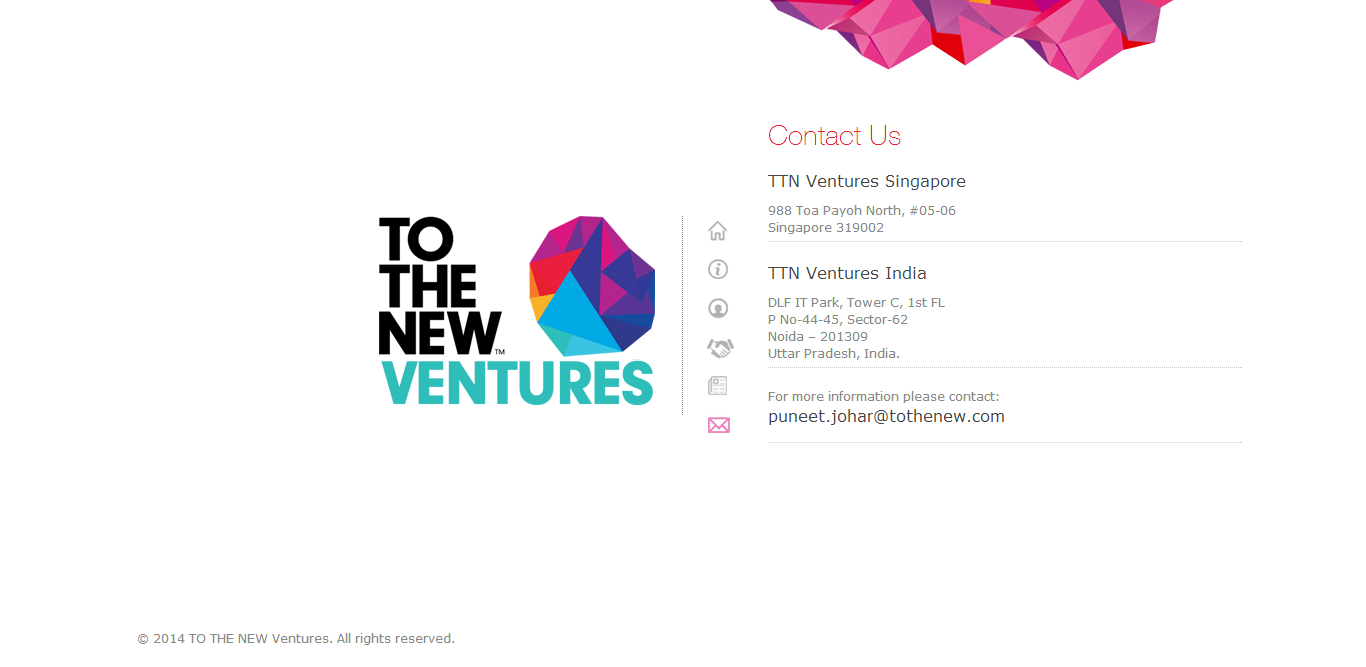 TO
THE
NEW™
VENTURES
Contact Us
TTN Ventures Singapore
988 Toa Payoh North, #05-06
Singapore 319002
TTN Ventures India
DLF IT Park, Tower C, 1st FL
P No-44-45, Sector-62
Noida – 201309
Uttar Pradesh, India.
For more information please contact:
puneet.johar@tothenew.com
© 2014 TO THE NEW Ventures. All rights reserved.